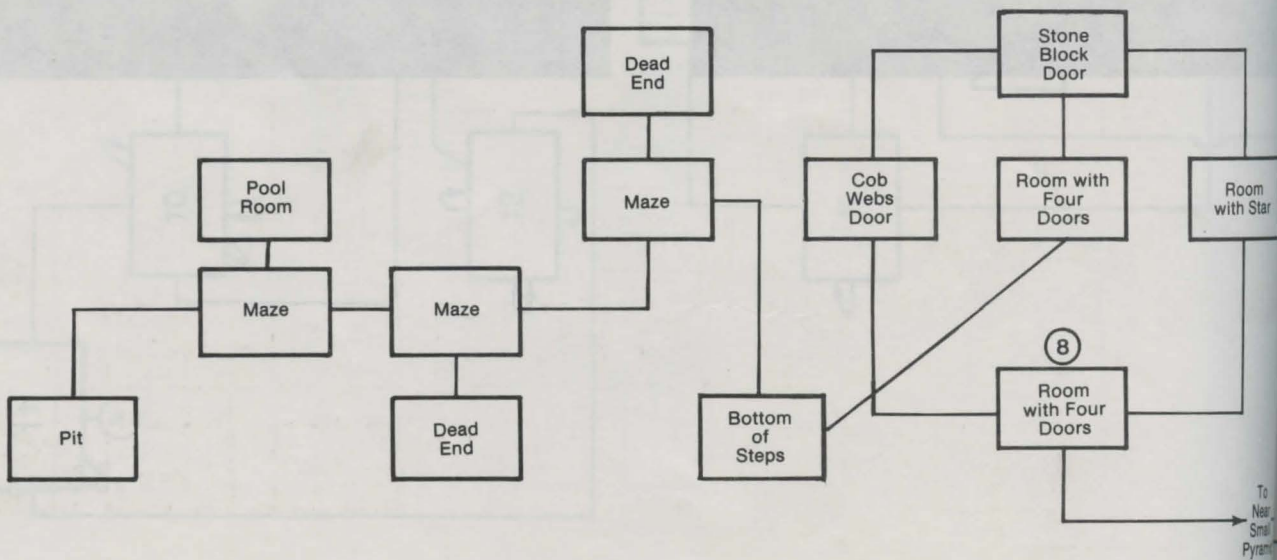 Stone
Block
Door
Dead
End
Pool
Room
Maze
Cob
Webs
Door
Room with
Four
Doors
Room
with Star
Maze
Maze
8
Room
with Four
Doors
Pit
Dead
End
Bottom
of
Steps
To
Near
Small